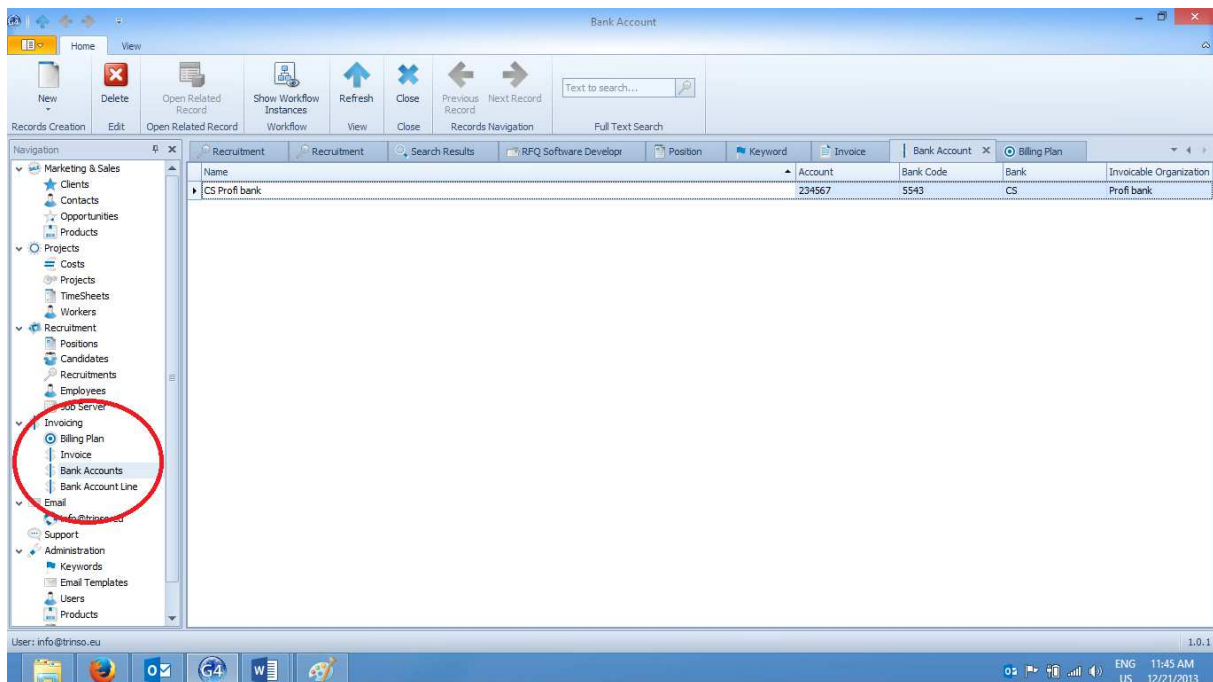 Bank Account
Home View
New Delete Open Related Record Show Workflow Instances Refresh Close Previous Record Next Record Text to search...
Records Creation Edit Open Related Record Workflow View Close Records Navigation Full Text Search
Navigation
Recruitment Recruitment Search Results RFQ Software Developr Position Keyword Invoice Bank Account Billing Plan
Name Account Bank Code Bank Invoicable Organization
CS Profi bank 234567 5543 CS Profi bank
Marketing & Sales
Clients
Contacts
Opportunities
Products
Projects
Costs
Projects
TimeSheets
Workers
Recruitment
Positions
Candidates
Recruitments
Employees
Job Server
Invoicing
Billing Plan
Invoice
Bank Accounts
Bank Account Line
Email
info@trinso.eu
Support
Administration
Keywords
Email Templates
Users
Products
User: info@trinso.eu 1.0.1
G4 ENG 11:45 AM
US 12/21/2013